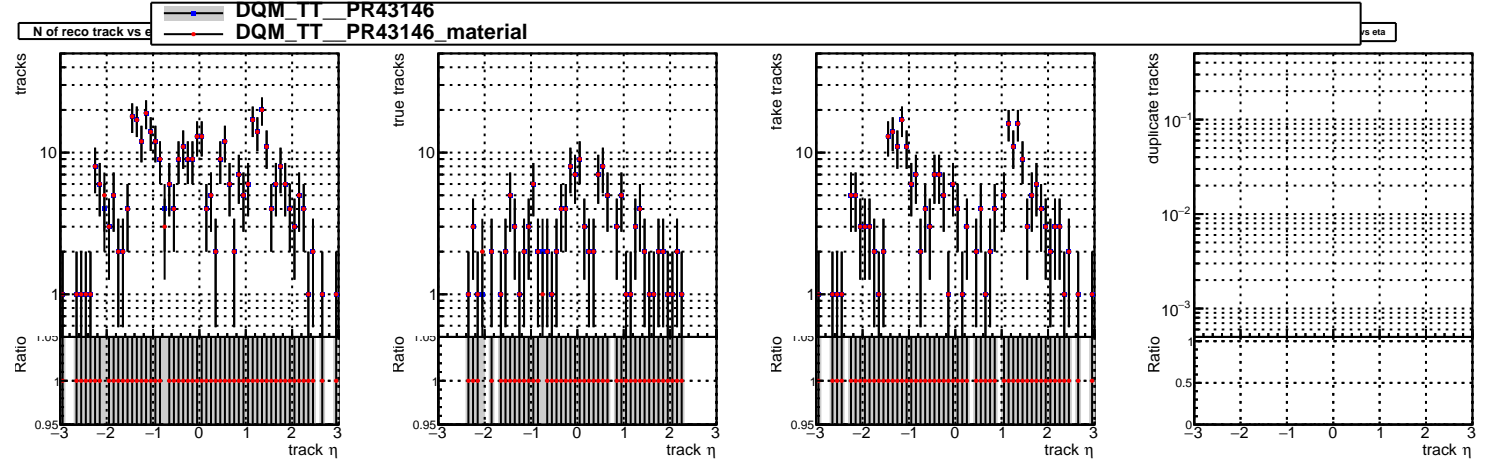 DQM_TT__PR43146
DQM_TT__PR43146_material
N of reco track vs e
vs eta
tracks
10
1
Ratio
1.05
1
0.95
−3 −2 −1 0 1 2 3
track η
true tracks
10
1
Ratio
1.05
1
0.95
−3 −2 −1 0 1 2 3
track η
fake tracks
10
1
Ratio
1.05
1
0.95
−3 −2 −1 0 1 2 3
track η
duplicate tracks
10−1
10−2
10−3
Ratio
1
0.5
0
−3 −2 −1 0 1 2 3
track η